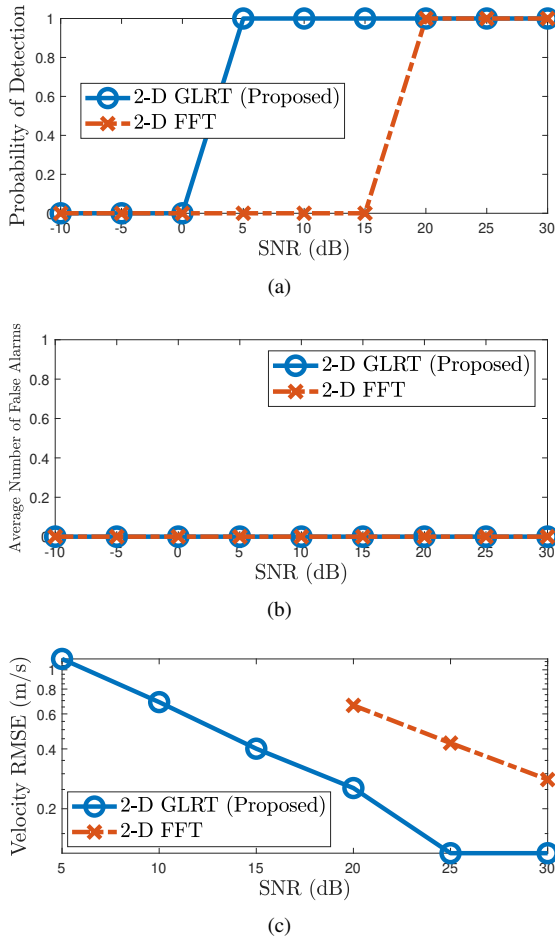 Probability of Detection
1
0.8
0.6
0.4
0.2
0
2-D GLRT (Proposed)
2-D FFT
-10 -5 0 5 10 15 20 25 30
SNR (dB)
(a)
Average Number of False Alarms
1
0.8
0.6
0.4
0.2
0
2-D GLRT (Proposed)
2-D FFT
-10 -5 0 5 10 15 20 25 30
SNR (dB)
(b)
Velocity RMSE (m/s)
1
0.8
0.6
0.4
0.2
2-D GLRT (Proposed)
2-D FFT
5 10 15 20 25 30
SNR (dB)
(c)